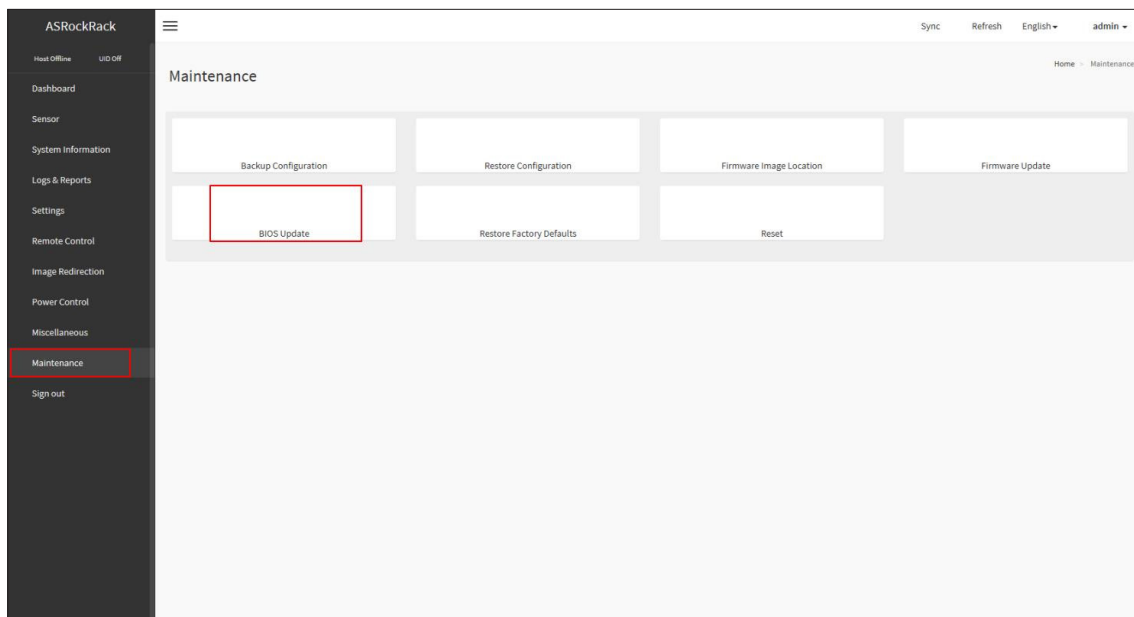 ASRockRack
Sync Refresh English admin
Host Offline UID Off
Home > Maintenance
Maintenance
Dashboard
Sensor
System Information
Logs & Reports
Settings
Remote Control
Image Redirection
Power Control
Miscellaneous
Maintenance
Sign out
Backup Configuration
Restore Configuration
Firmware Image Location
Firmware Update
BIOS Update
Restore Factory Defaults
Reset